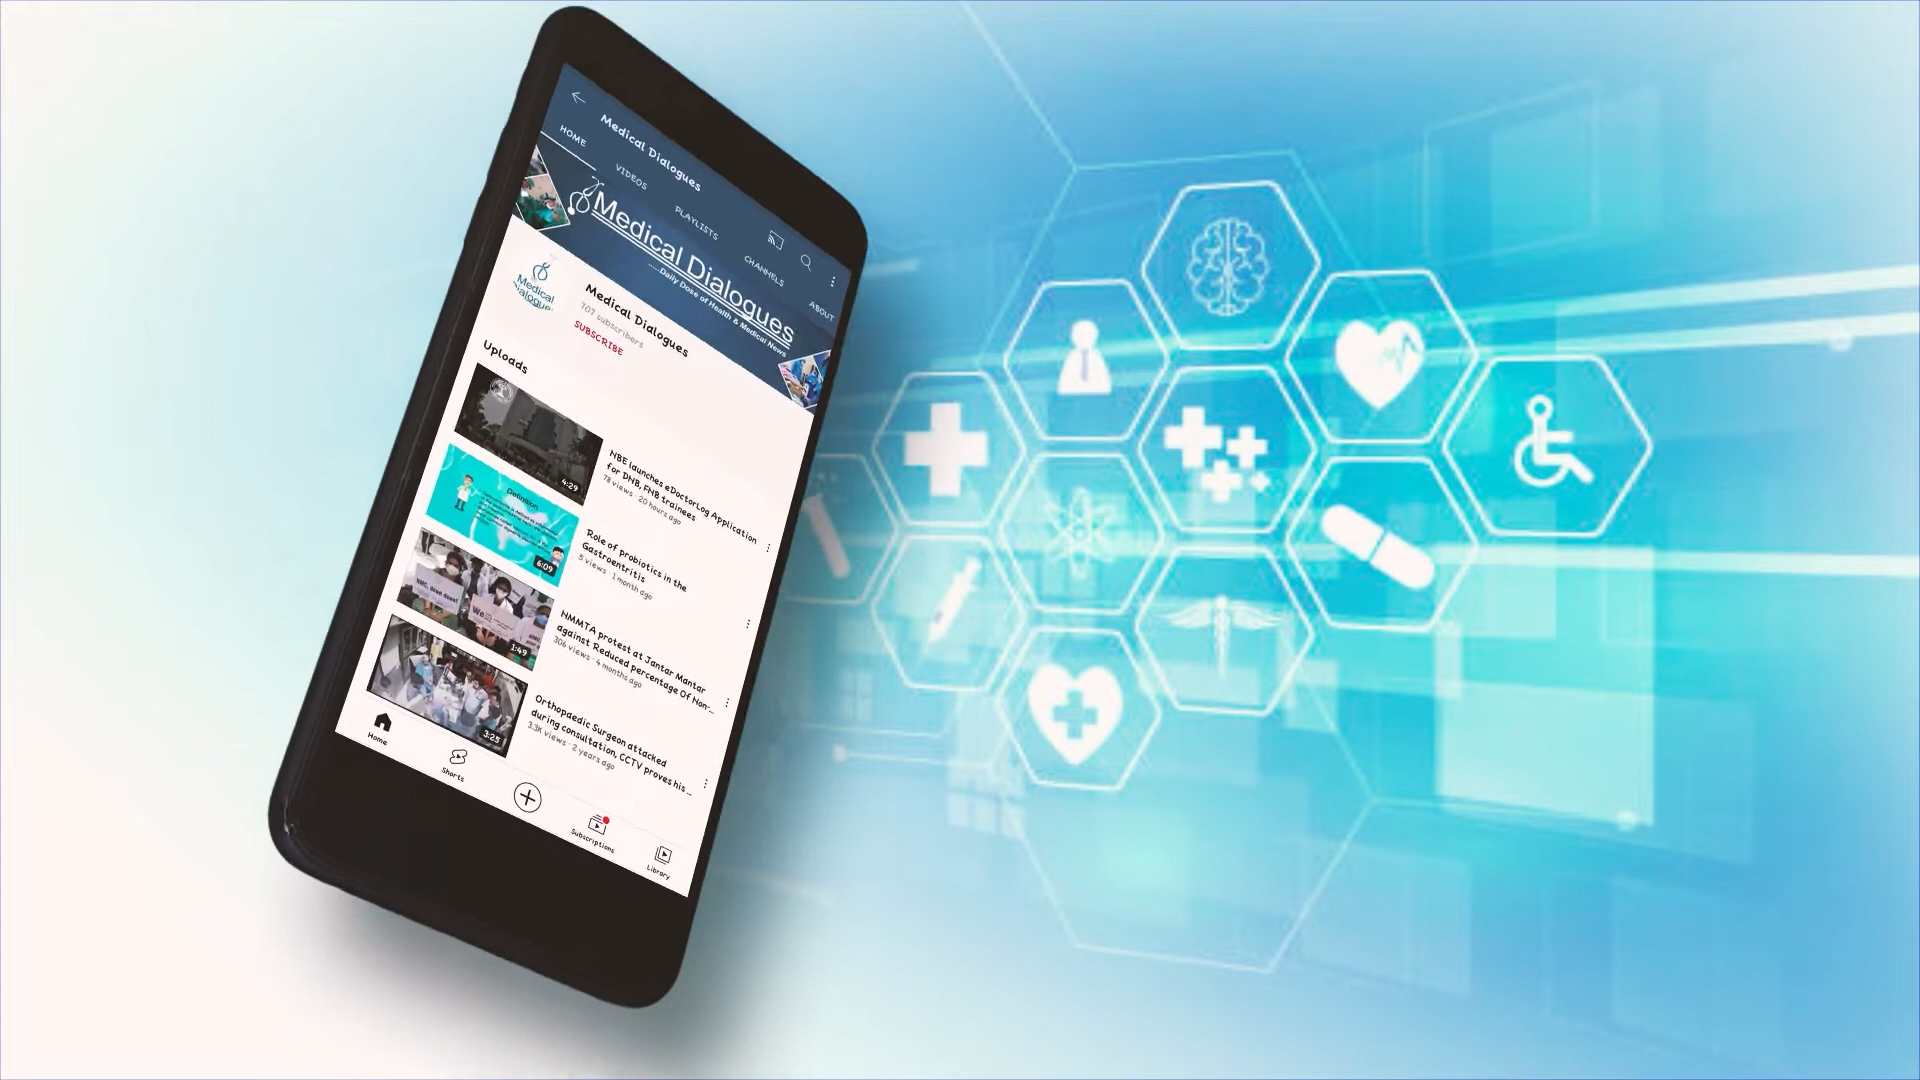 Medical Dialogues
HOME
VIDEOS
PLAYLISTS
CHANNELS
ABOUT
Medical Dialogues
.....Daily Dose of Health & Medical News
Medical
Dialogues
707 subscribers
SUBSCRIBE
Uploads
4:29
NBE launches eDoctorLog Application
for DNB, FNB trainees
78 views · 20 hours ago
Definition
6:09
Role of probiotics in the
Gastroentritis
5 views · 1 month ago
We
1:49
NMMTA protest at Jantar Mantar
against Reduced percentage Of Non-...
306 views · 4 months ago
3:25
Orthopaedic Surgeon attacked
during consultation, CCTV proves his ...
3.3K views · 2 years ago
Home
Shorts
Subscriptions
Library